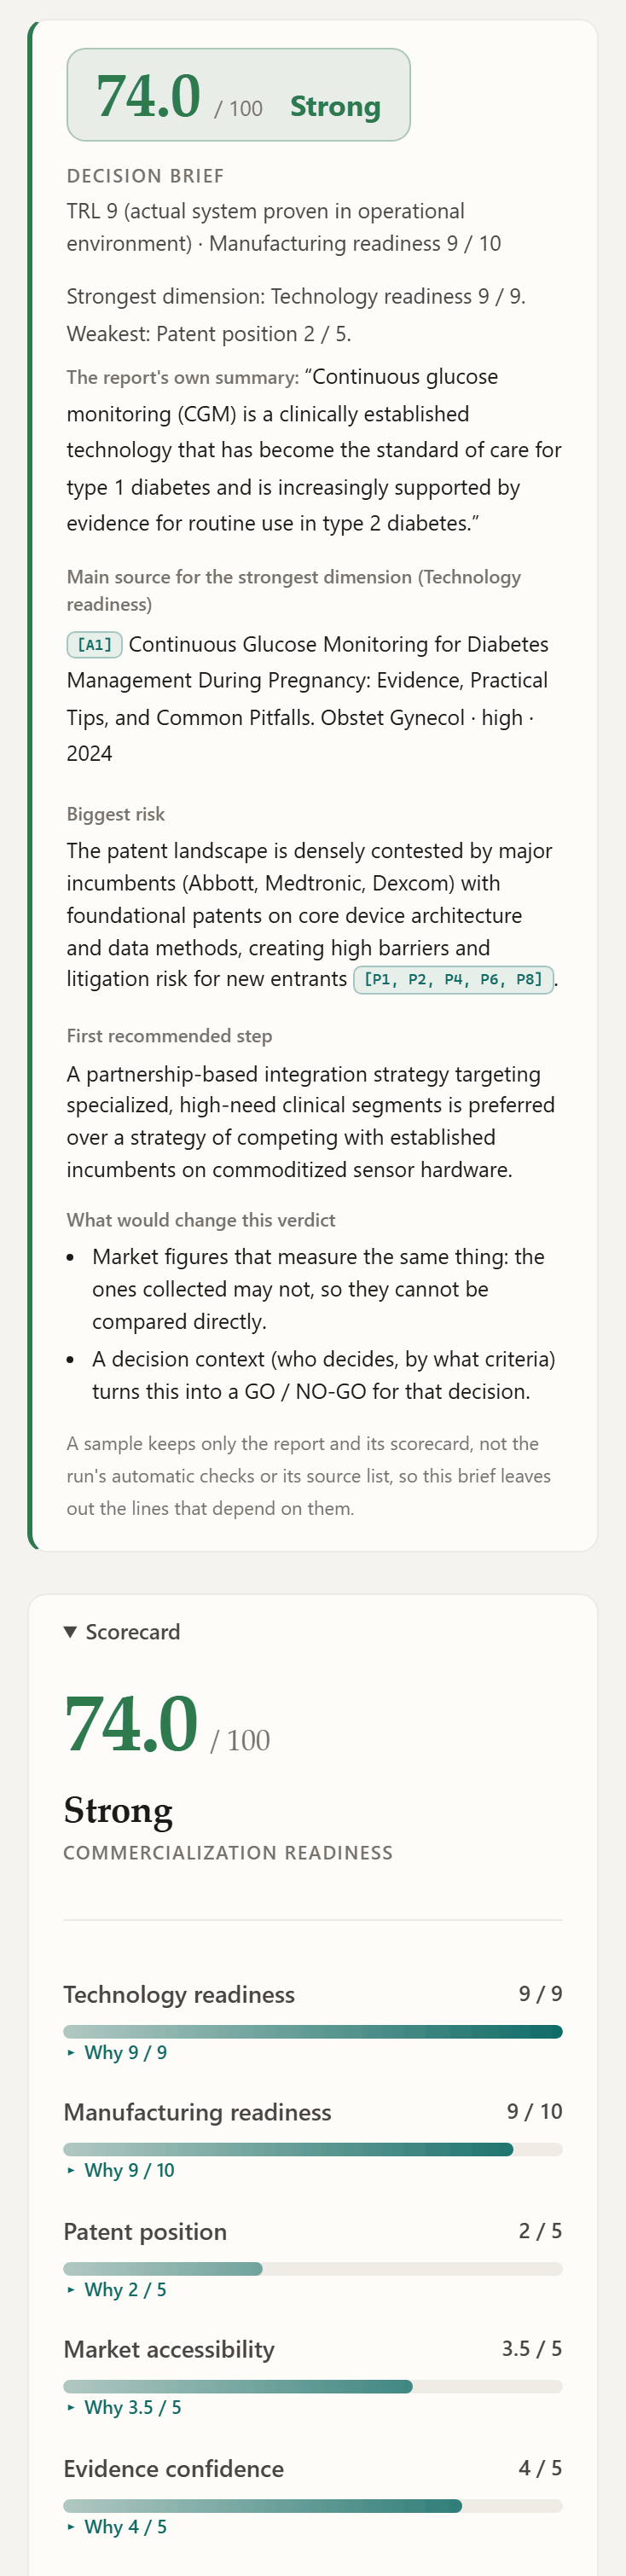 74.0 / 100 Strong
DECISION BRIEF
TRL 9 (actual system proven in operational
environment) · Manufacturing readiness 9 / 10
Strongest dimension: Technology readiness 9 / 9.
Weakest: Patent position 2 / 5.
The report's own summary: “Continuous glucose
monitoring (CGM) is a clinically established
technology that has become the standard of care for
type 1 diabetes and is increasingly supported by
evidence for routine use in type 2 diabetes.”
Main source for the strongest dimension (Technology
readiness)
[A1] Continuous Glucose Monitoring for Diabetes
Management During Pregnancy: Evidence, Practical
Tips, and Common Pitfalls. Obstet Gynecol · high ·
2024
Biggest risk
The patent landscape is densely contested by major
incumbents (Abbott, Medtronic, Dexcom) with
foundational patents on core device architecture
and data methods, creating high barriers and
litigation risk for new entrants [P1, P2, P4, P6, P8].
First recommended step
A partnership-based integration strategy targeting
specialized, high-need clinical segments is preferred
over a strategy of competing with established
incumbents on commoditized sensor hardware.
What would change this verdict
• Market figures that measure the same thing: the
ones collected may not, so they cannot be
compared directly.
• A decision context (who decides, by what criteria)
turns this into a GO / NO-GO for that decision.
A sample keeps only the report and its scorecard, not the
run's automatic checks or its source list, so this brief leaves
out the lines that depend on them.
▼ Scorecard
74.0 / 100
Strong
COMMERCIALIZATION READINESS
Technology readiness 9 / 9
▸ Why 9 / 9
Manufacturing readiness 9 / 10
▸ Why 9 / 10
Patent position 2 / 5
▸ Why 2 / 5
Market accessibility 3.5 / 5
▸ Why 3.5 / 5
Evidence confidence 4 / 5
▸ Why 4 / 5